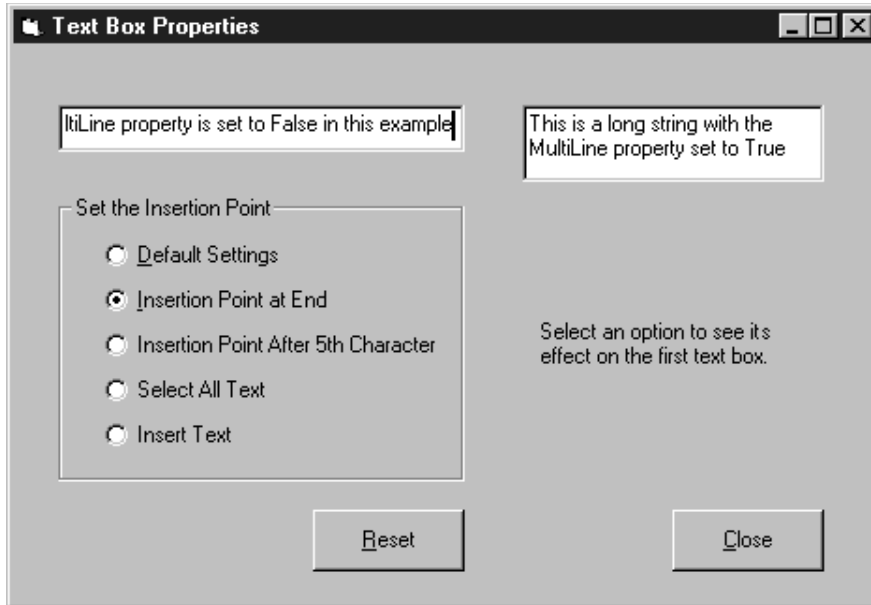 Text Box Properties
ltiLine property is set to False in this example
This is a long string with the
MultiLine property set to True
Set the Insertion Point
Default Settings
Insertion Point at End
Insertion Point After 5th Character
Select All Text
Insert Text
Select an option to see its
effect on the first text box.
Reset
Close